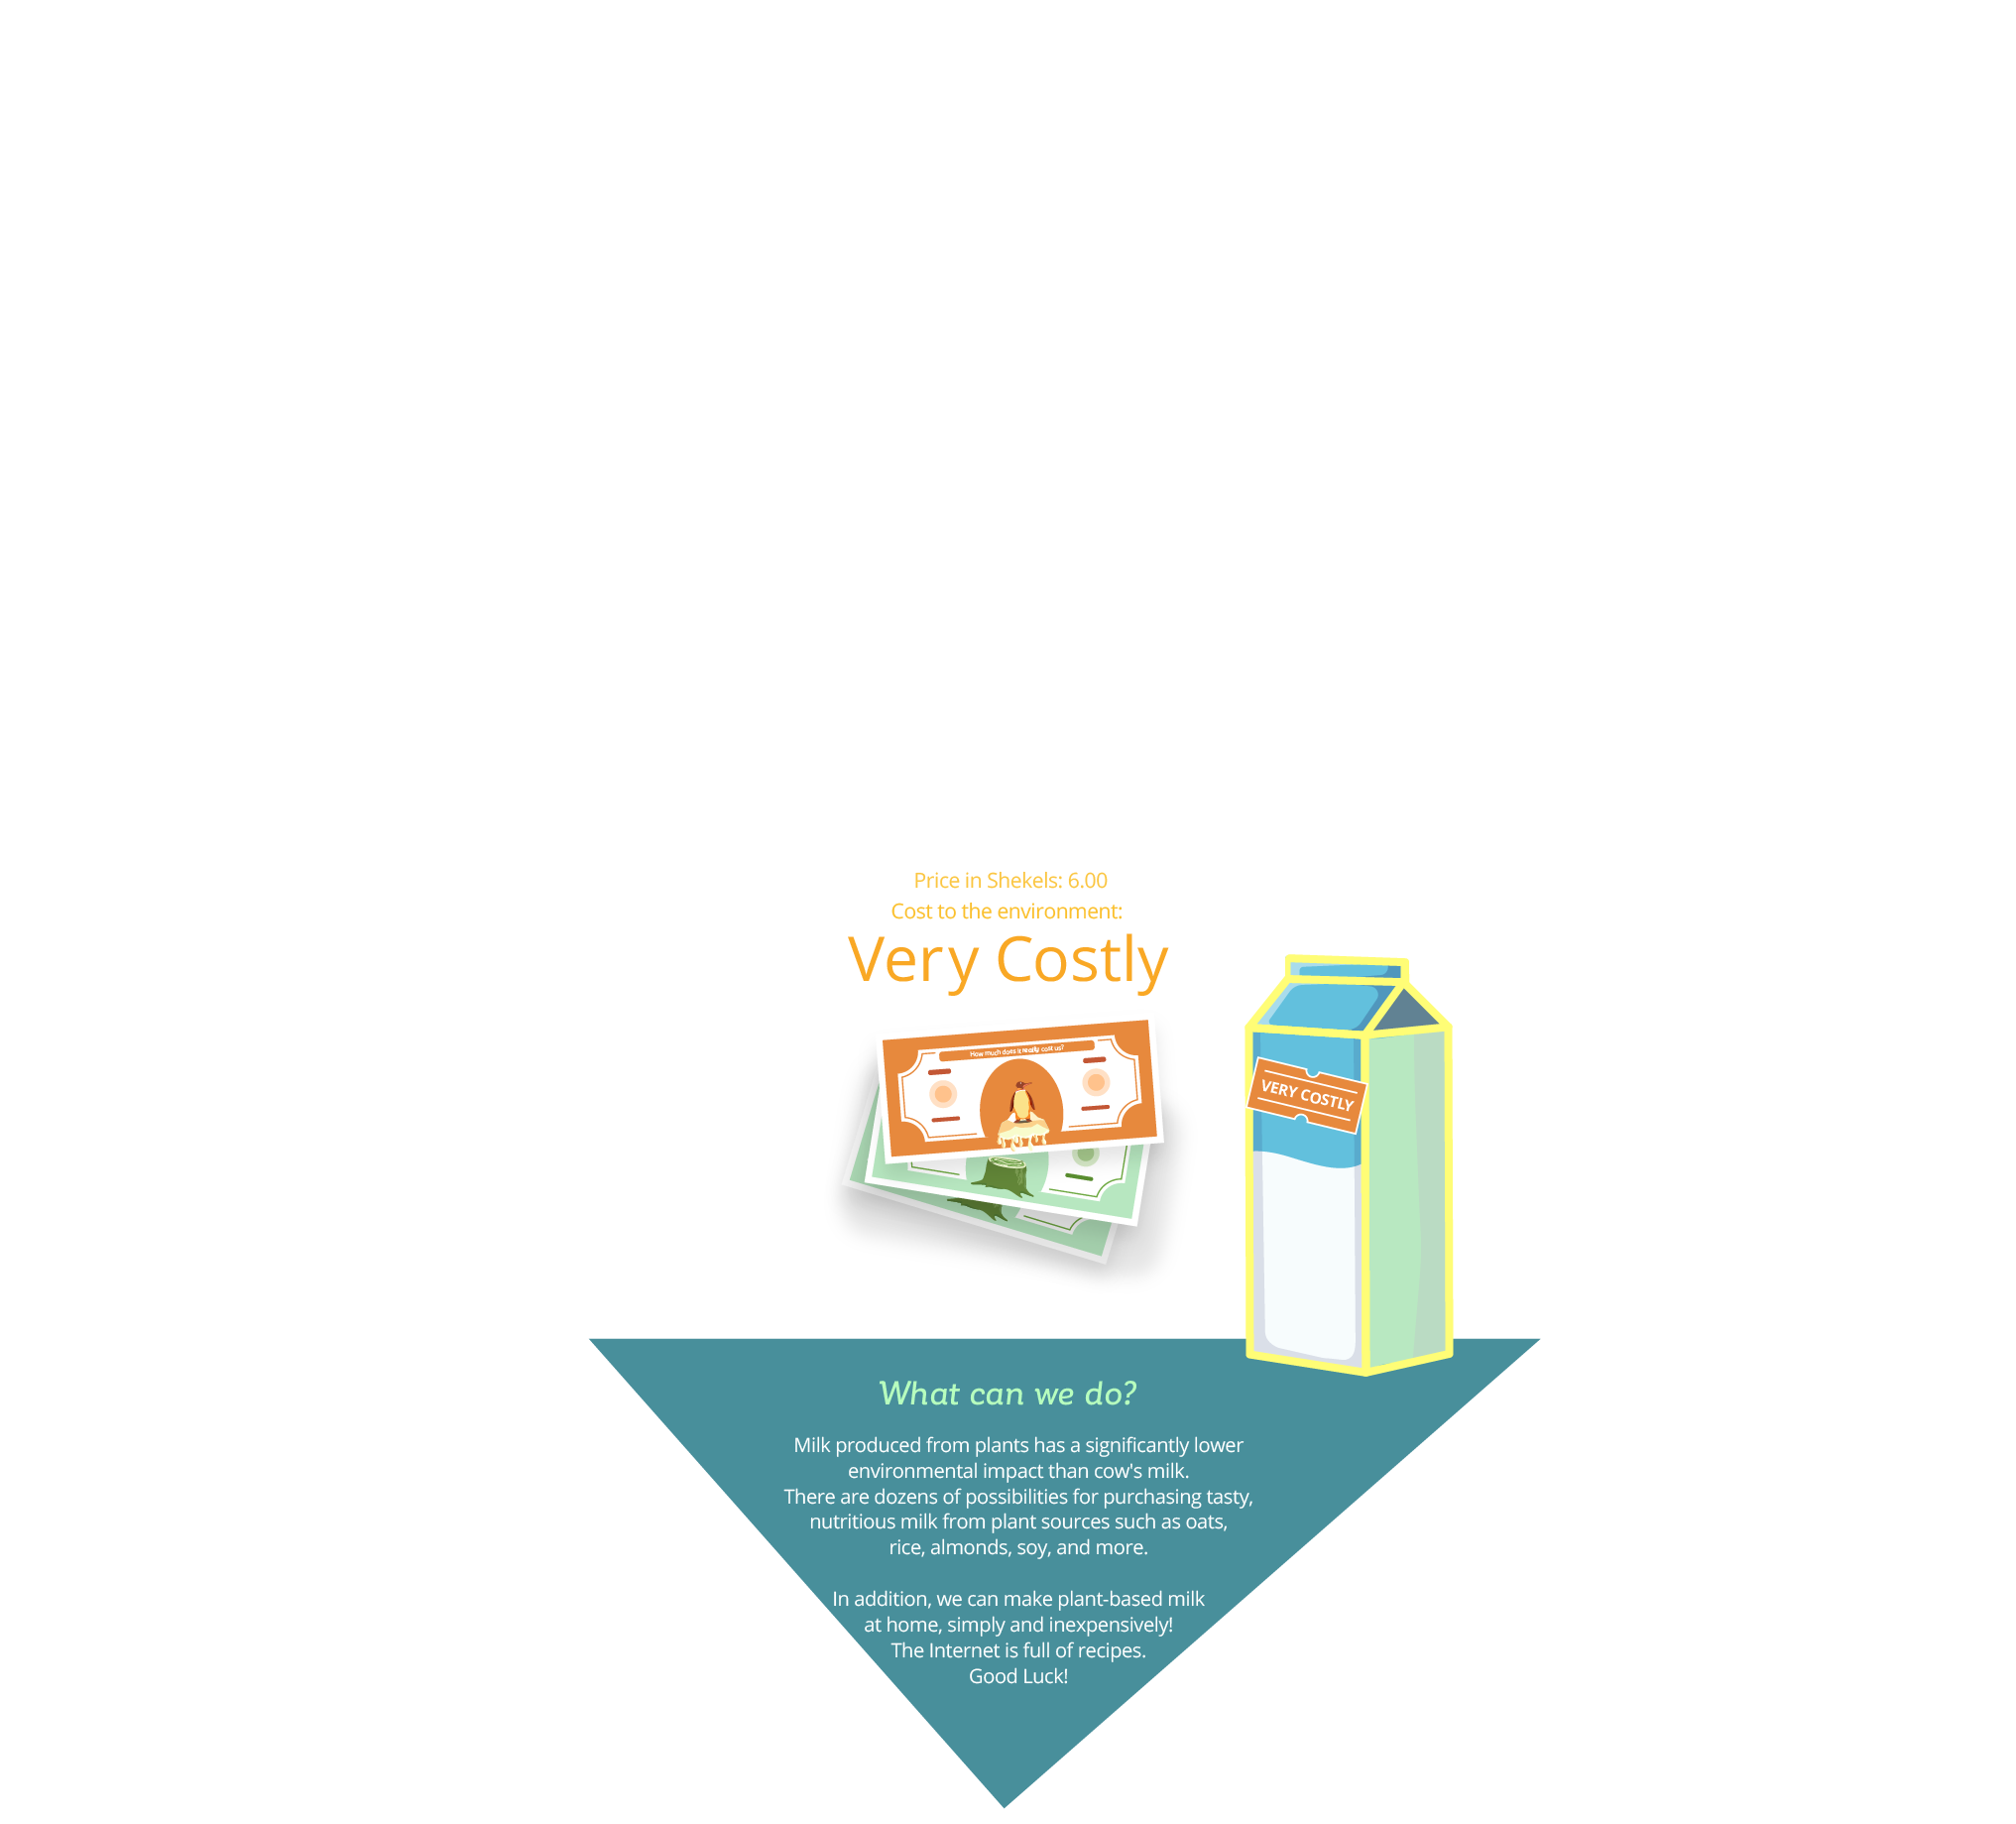 Price in Shekels: 6.00
Cost to the environment:
Very Costly
How much does it really cost us?
VERY COSTLY
What can we do?
Milk produced from plants has a significantly lower
environmental impact than cow's milk.
There are dozens of possibilities for purchasing tasty,
nutritious milk from plant sources such as oats,
rice, almonds, soy, and more.
In addition, we can make plant-based milk
at home, simply and inexpensively!
The Internet is full of recipes.
Good Luck!